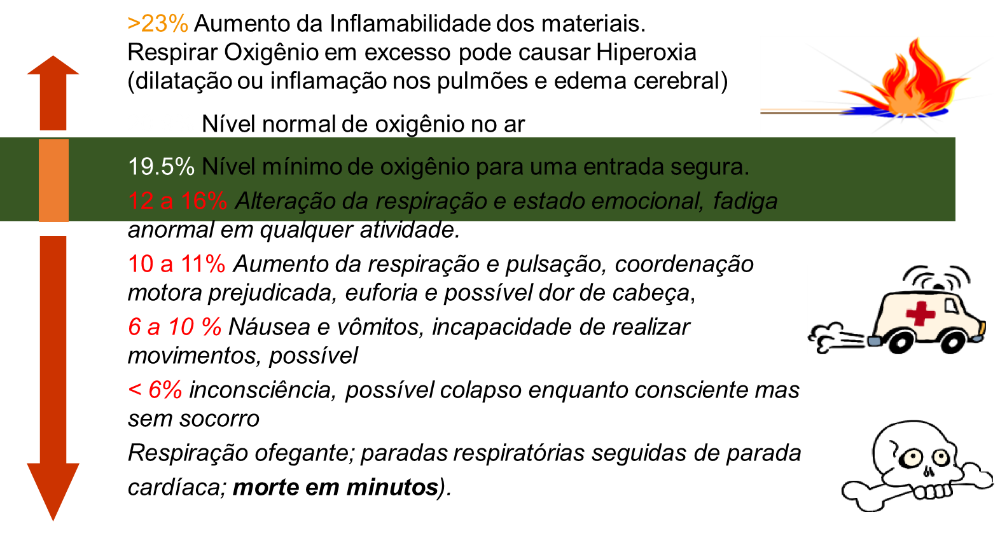 >23% Aumento da Inflamabilidade dos materiais.
Respirar Oxigênio em excesso pode causar Hiperoxia
(dilatação ou inflamação nos pulmões e edema cerebral)
Nível normal de oxigênio no ar
19.5% Nível mínimo de oxigênio para uma entrada segura.
12 a 16% Alteração da respiração e estado emocional, fadiga
anormal em qualquer atividade.
10 a 11% Aumento da respiração e pulsação, coordenação
motora prejudicada, euforia e possível dor de cabeça,
6 a 10 % Náusea e vômitos, incapacidade de realizar
movimentos, possível
< 6% inconsciência, possível colapso enquanto consciente mas
sem socorro
Respiração ofegante; paradas respiratórias seguidas de parada
cardíaca; morte em minutos).